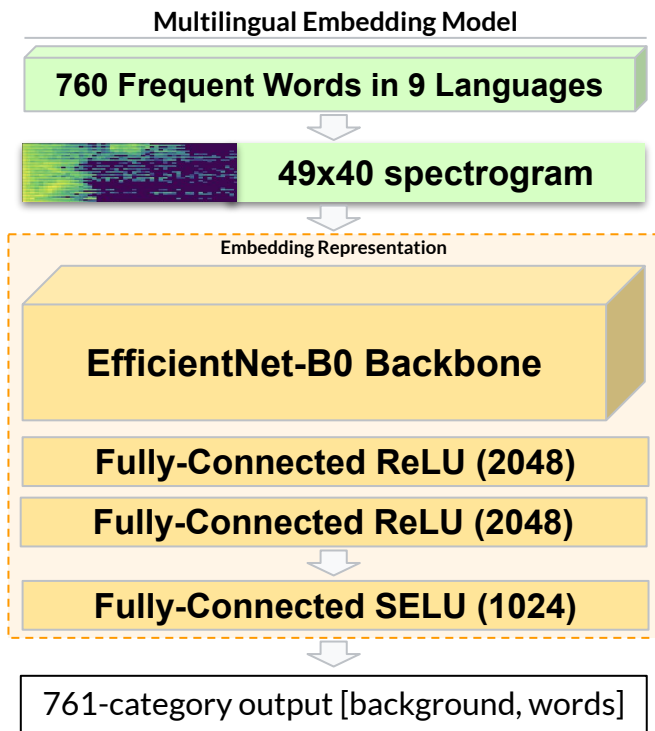 Multilingual Embedding Model
760 Frequent Words in 9 Languages
49x40 spectrogram
Embedding Representation
EfficientNet-B0 Backbone
Fully-Connected ReLU (2048)
Fully-Connected ReLU (2048)
Fully-Connected SELU (1024)
761-category output [background, words]